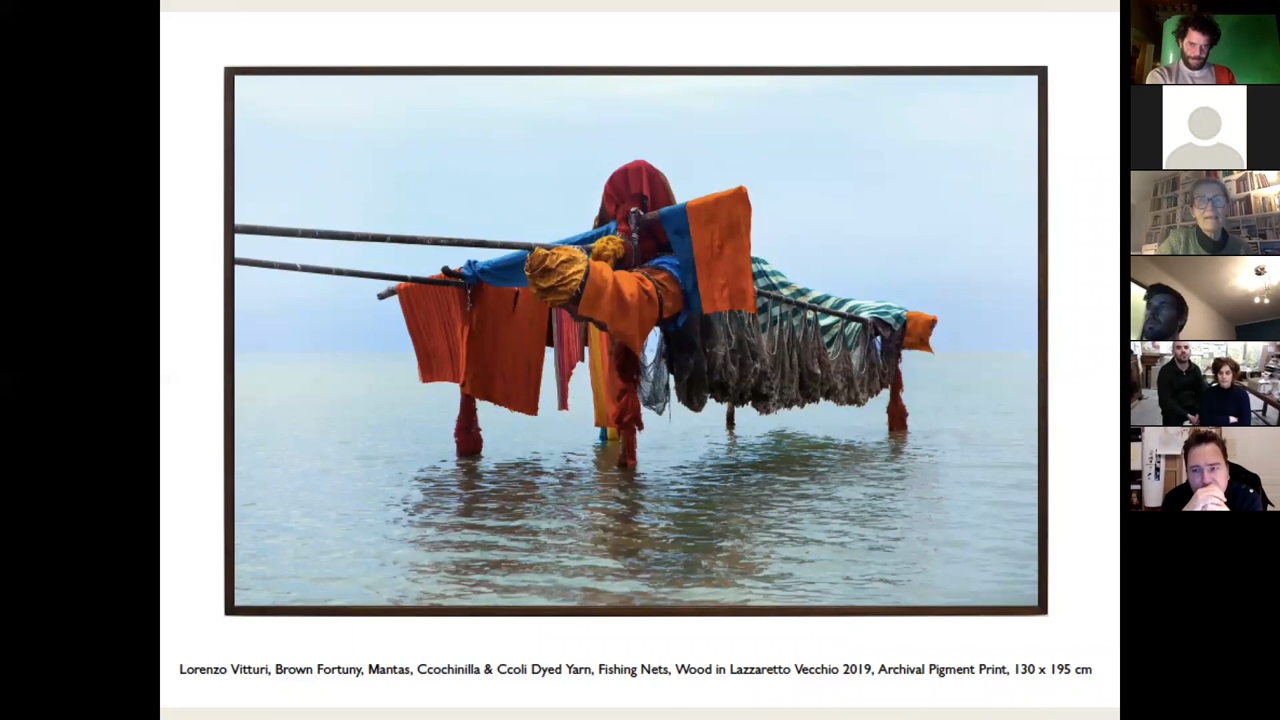 Lorenzo Vitturi, Brown Fortuny, Mantas, Ccochinilla & Ccoli Dyed Yarn, Fishing Nets, Wood in Lazzaretto Vecchio 2019, Archival Pigment Print, 130 x 195 cm